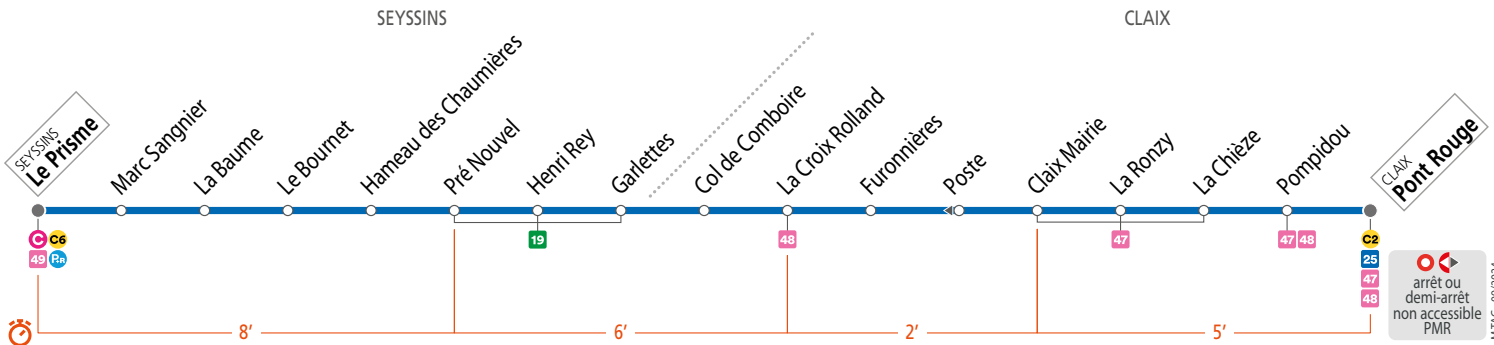 SEYSSINS
CLAIX
SEYSSINS
Le Prisme
Marc Sangnier
La Baume
Le Bournet
Hameau des Chaumières
Pré Nouvel
Henri Rey
Garlettes
Col de Comboire
La Croix Rolland
Furonnières
Poste
Claix Mairie
La Ronzy
La Chièze
Pompidou
CLAIX
Pont Rouge
C C6
49 P+R
19
48
47
47 48
C2
25
47
48
8’
6’
2’
5’
arrêt ou
demi-arrêt
non accessible
PMR